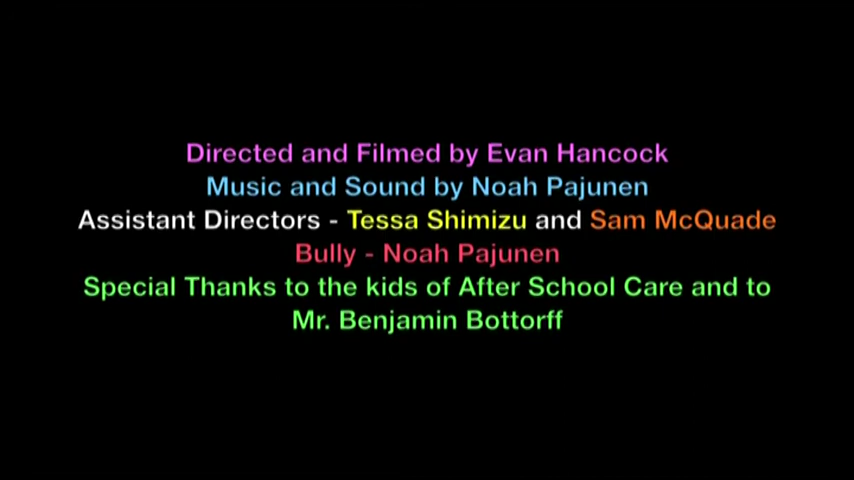 Directed and Filmed by Evan Hancock
Music and Sound by Noah Pajunen
Assistant Directors - Tessa Shimizu and Sam McQuade
Bully - Noah Pajunen
Special Thanks to the kids of After School Care and to
Mr. Benjamin Bottorff